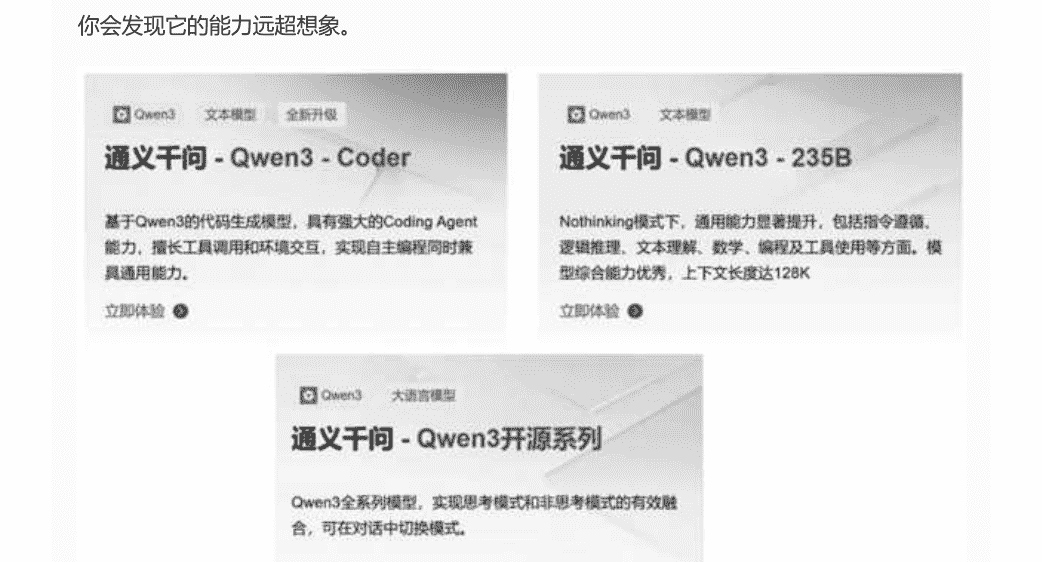 你会发现它的能力远超想象。
Qwen3 文本模型 全新升级
通义千问 - Qwen3 - Coder
基于Qwen3的代码生成模型，具有强大的Coding Agent
能力，擅长工具调用和环境交互，实现自主编程同时兼
具通用能力。
立即体验
Qwen3 文本模型
通义千问 - Qwen3 - 235B
Nothinking模式下，通用能力显著提升，包括指令遵循、
逻辑推理、文本理解、数学、编程及工具使用等方面。模
型综合能力优秀，上下文长度达128K
立即体验
Qwen3 大语言模型
通义千问 - Qwen3开源系列
Qwen3全系列模型，实现思考模式和非思考模式的有效融
合，可在对话中切换模式。